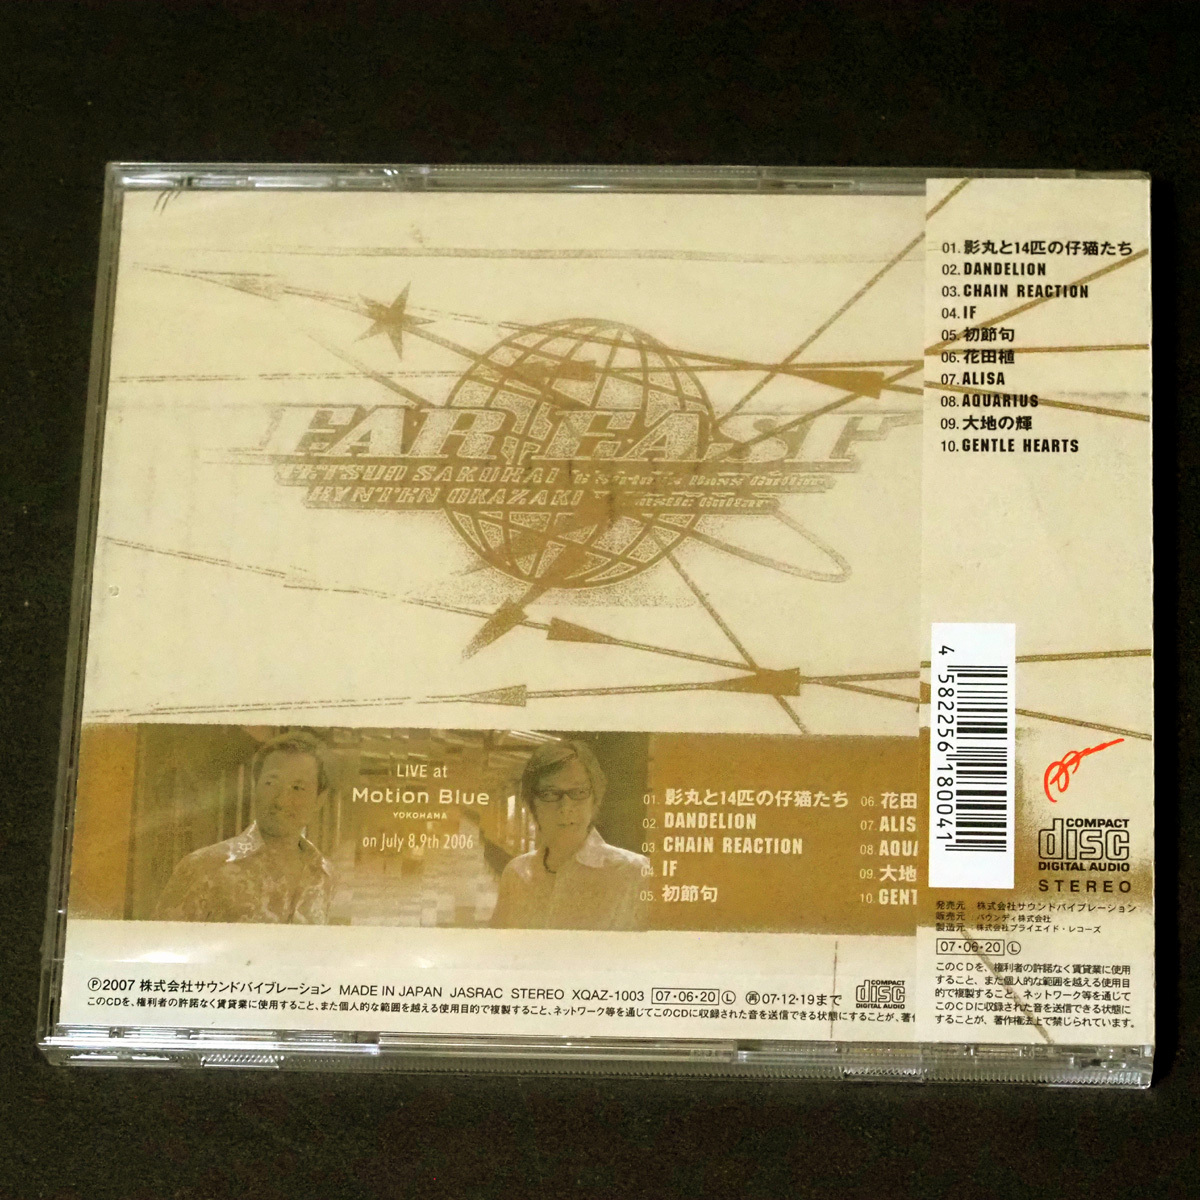 FAR EAST
TETSUO SAKURAI Electric Bass Guitar
HYNTEN OKAZAKI Acoustic Guitar
LIVE at
Motion Blue
YOKOHAMA
on July 8,9th 2006
01. 影丸と14匹の仔猫たち
02. DANDELION
03. CHAIN REACTION
04. IF
05. 初節句
06. 花田
07. ALIS
08. AQUA
09. 大地
10. GENT
Ⓟ2007 株式会社サウンドバイブレーション MADE IN JAPAN JASRAC STEREO XQAZ-1003 07・06・20 Ⓛ 再07・12・19まで COMPACT disc DIGITAL AUDIO
このCDを、権利者の許諾なく賃貸業に使用すること、また個人的な範囲を越える使用目的で複製すること、ネットワーク等を通じてこのCDに収録された音を送信できる状態にすることが、著作
01. 影丸と14匹の仔猫たち
02. DANDELION
03. CHAIN REACTION
04. IF
05. 初節句
06. 花田植
07. ALISA
08. AQUARIUS
09. 大地の輝
10. GENTLE HEARTS
4 582256 180041
COMPACT
disc
DIGITAL AUDIO
STEREO
発売元 株式会社サウンドバイブレーション
販売元 バウンディ株式会社
製造元 株式会社プライエイド・レコーズ
07・06・20 Ⓛ
このCDを、権利者の許諾なく賃貸業に使用
すること、また個人的な範囲を越える使用目
的で複製すること、ネットワーク等を通じて
このCDに収録された音を送信できる状態に
することが、著作権法上で禁じられています。